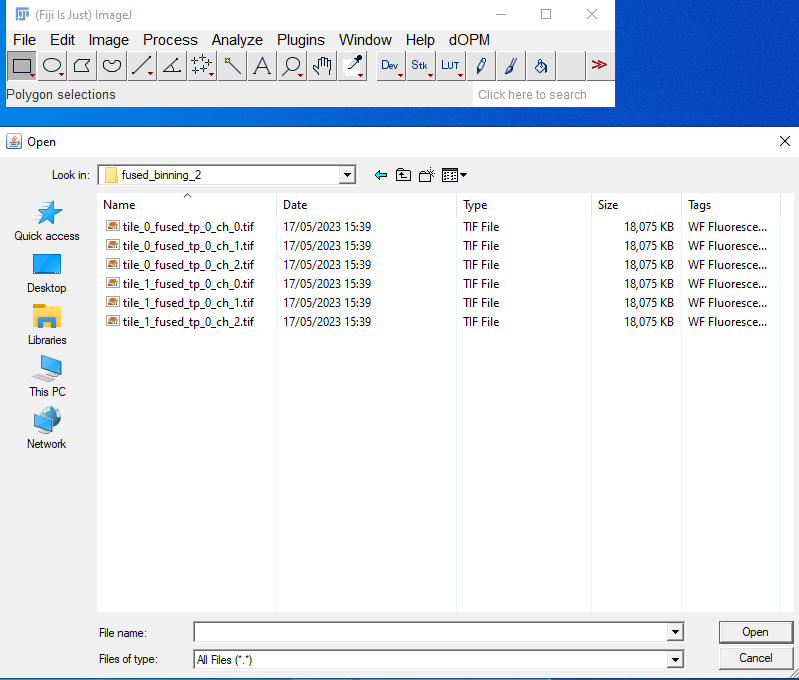 (Fiji Is Just) ImageJ
File Edit Image Process Analyze Plugins Window Help dOPM
Dev Stk LUT
Polygon selections Click here to search
Open
Look in: fused_binning_2
Name Date Type Size Tags
tile_0_fused_tp_0_ch_0.tif 17/05/2023 15:39 TIF File 18,075 KB WF Fluoresce...
tile_0_fused_tp_0_ch_1.tif 17/05/2023 15:39 TIF File 18,075 KB WF Fluoresce...
tile_0_fused_tp_0_ch_2.tif 17/05/2023 15:39 TIF File 18,075 KB WF Fluoresce...
tile_1_fused_tp_0_ch_0.tif 17/05/2023 15:39 TIF File 18,075 KB WF Fluoresce...
tile_1_fused_tp_0_ch_1.tif 17/05/2023 15:39 TIF File 18,075 KB WF Fluoresce...
tile_1_fused_tp_0_ch_2.tif 17/05/2023 15:39 TIF File 18,075 KB WF Fluoresce...
Quick access
Desktop
Libraries
This PC
Network
File name: Open
Files of type: All Files (*.*) Cancel